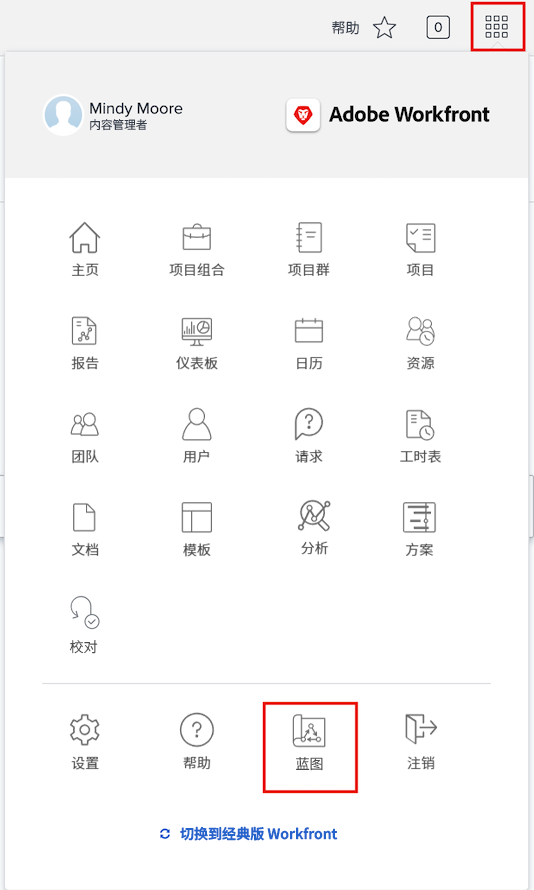 帮助
0
Mindy Moore
内容管理者
Adobe Workfront
主页 项目组合 项目群 项目
报告 仪表板 日历 资源
团队 用户 请求 工时表
文档 模板 分析 方案
校对
设置 帮助 蓝图 注销
切换到经典版 Workfront